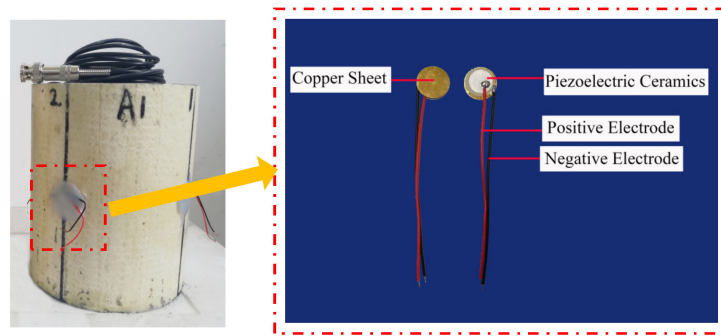 2 A1 1
Copper Sheet
Piezoelectric Ceramics
Positive Electrode
Negative Electrode